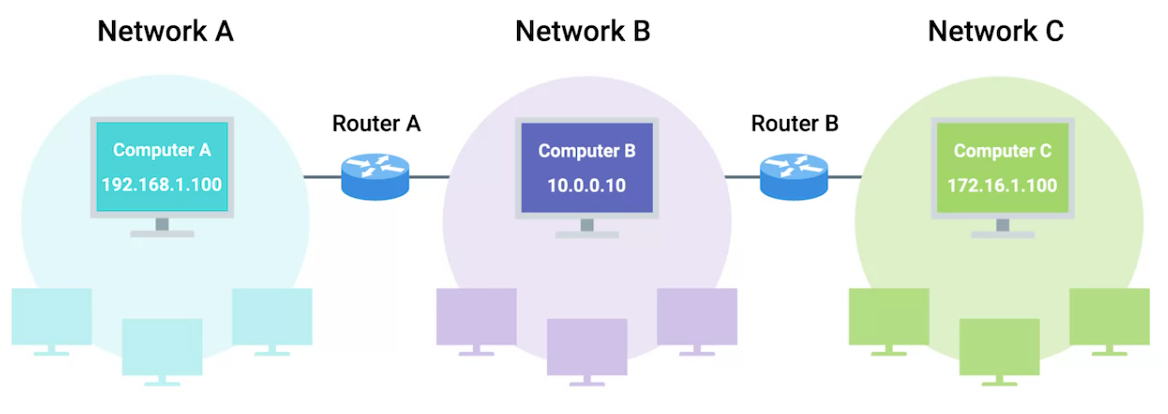 Network A
Network B
Network C
Router A
Router B
Computer A
192.168.1.100
Computer B
10.0.0.10
Computer C
172.16.1.100